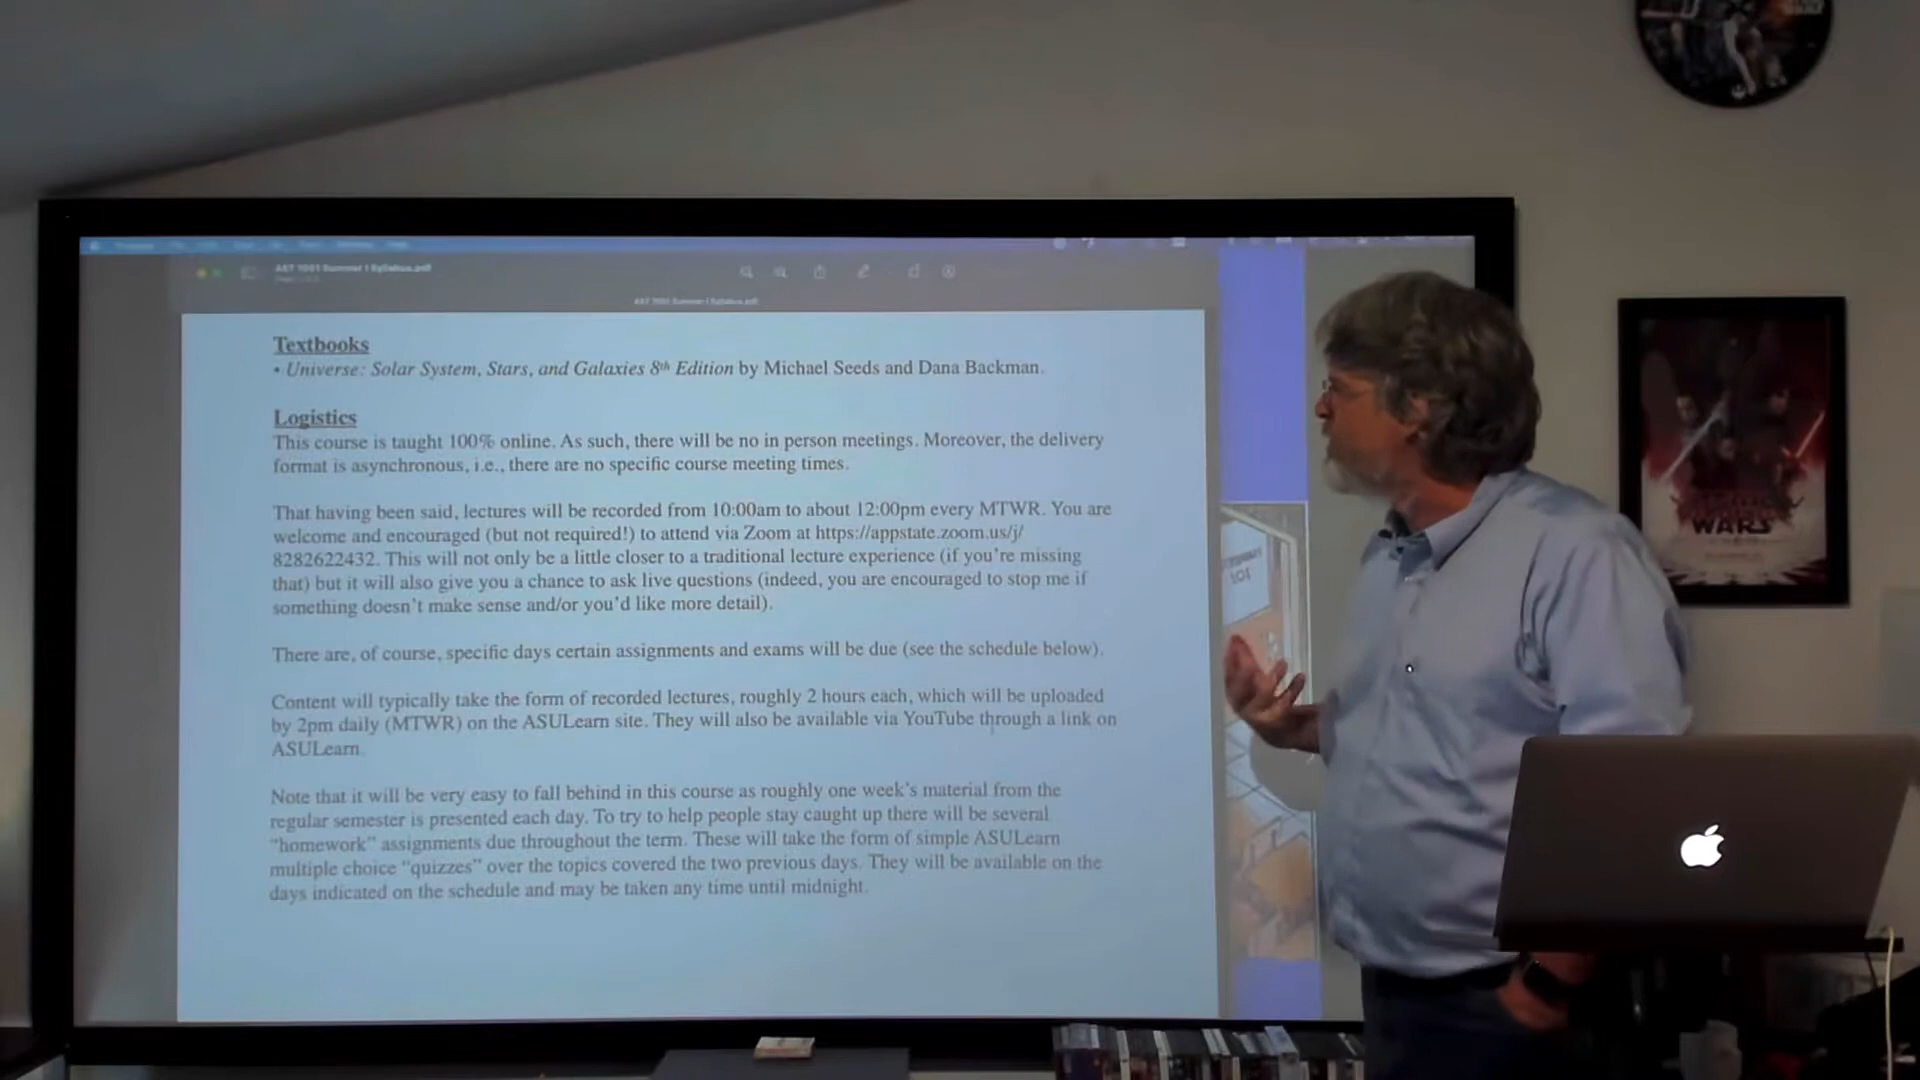 AST 1001 Summer I Syllabus.pdf
AST 1001 Summer I Syllabus.pdf
Textbooks
• Universe: Solar System, Stars, and Galaxies 8th Edition by Michael Seeds and Dana Backman.
Logistics
This course is taught 100% online. As such, there will be no in person meetings. Moreover, the delivery
format is asynchronous, i.e., there are no specific course meeting times.
That having been said, lectures will be recorded from 10:00am to about 12:00pm every MTWR. You are
welcome and encouraged (but not required!) to attend via Zoom at https://appstate.zoom.us/j/
8282622432. This will not only be a little closer to a traditional lecture experience (if you’re missing
that) but it will also give you a chance to ask live questions (indeed, you are encouraged to stop me if
something doesn’t make sense and/or you’d like more detail).
There are, of course, specific days certain assignments and exams will be due (see the schedule below).
Content will typically take the form of recorded lectures, roughly 2 hours each, which will be uploaded
by 2pm daily (MTWR) on the ASULearn site. They will also be available via YouTube through a link on
ASULearn.
Note that it will be very easy to fall behind in this course as roughly one week’s material from the
regular semester is presented each day. To try to help people stay caught up there will be several
“homework” assignments due throughout the term. These will take the form of simple ASULearn
multiple choice “quizzes” over the topics covered the two previous days. They will be available on the
days indicated on the schedule and may be taken any time until midnight.
WARS